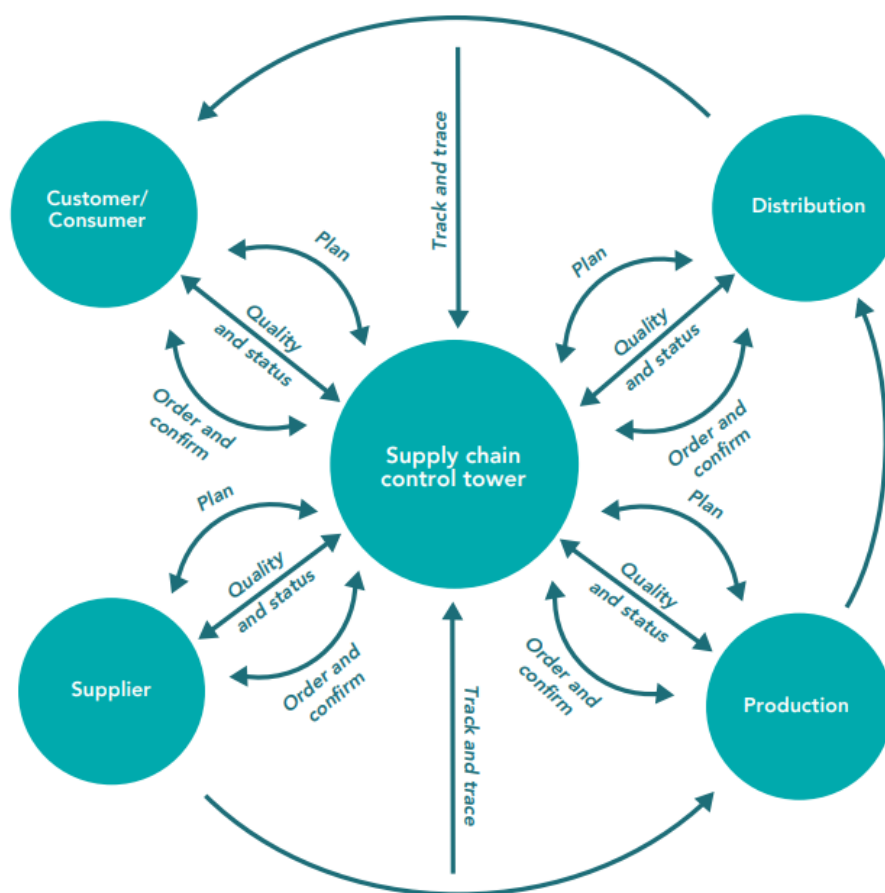 Track and trace
Customer/
Consumer
Distribution
Plan
Quality
and status
Order and
confirm
Plan
Quality
and status
Order and
confirm
Supply chain
control tower
Plan
Quality
and status
Order and
confirm
Supplier
Plan
Quality
and status
Order and
confirm
Production
Track and trace